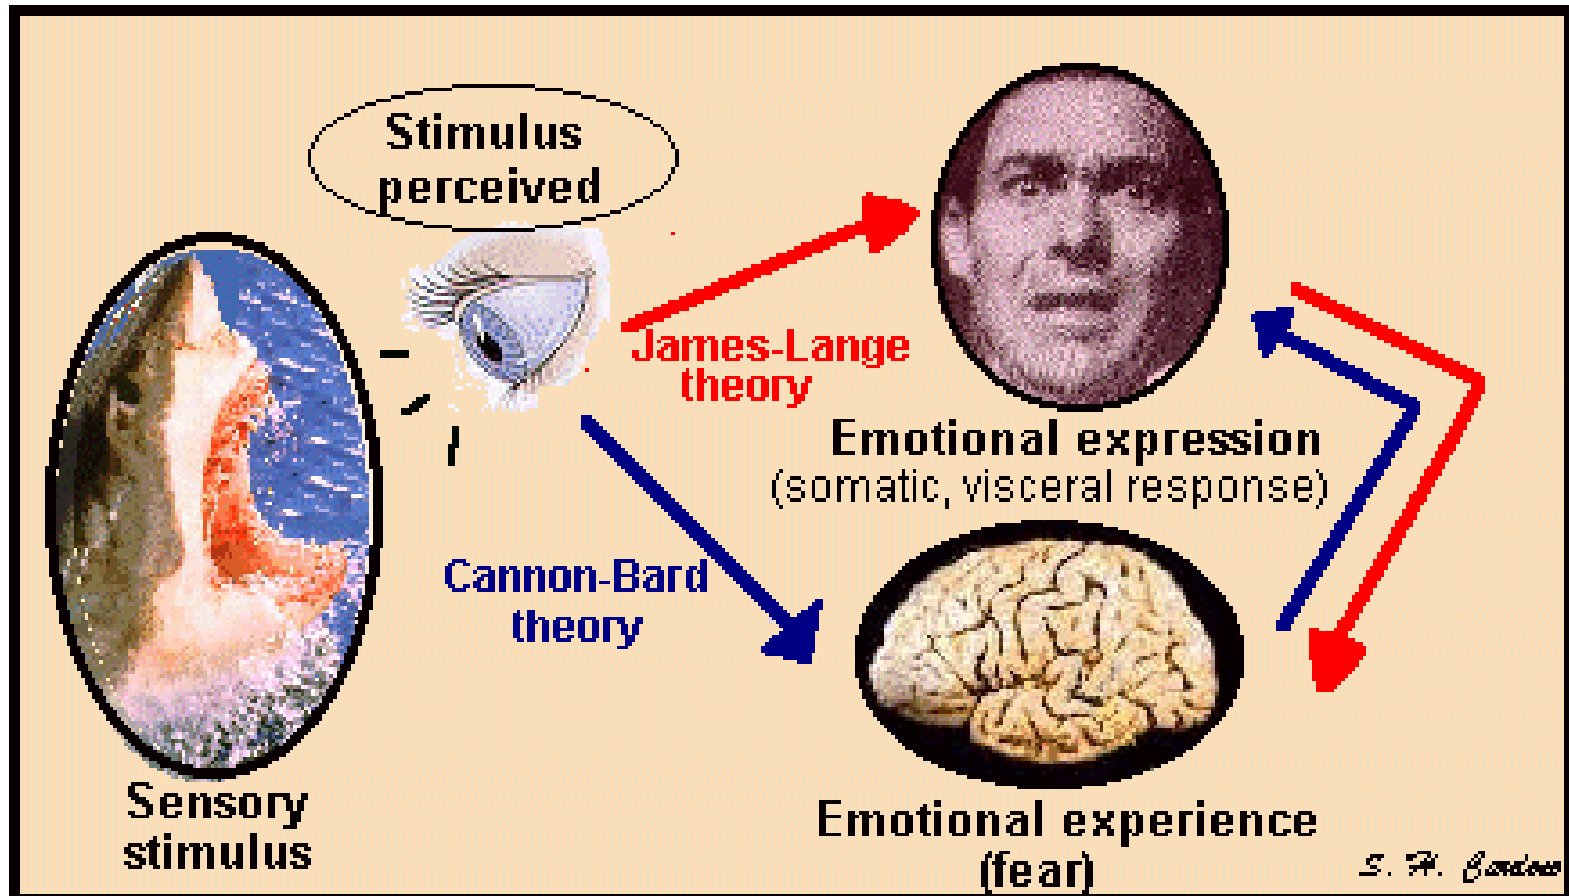 Stimulus
perceived
James-Lange
theory
Emotional expression
(somatic, visceral response)
Cannon-Bard
theory
Sensory
stimulus
Emotional experience
(fear)
S. H.